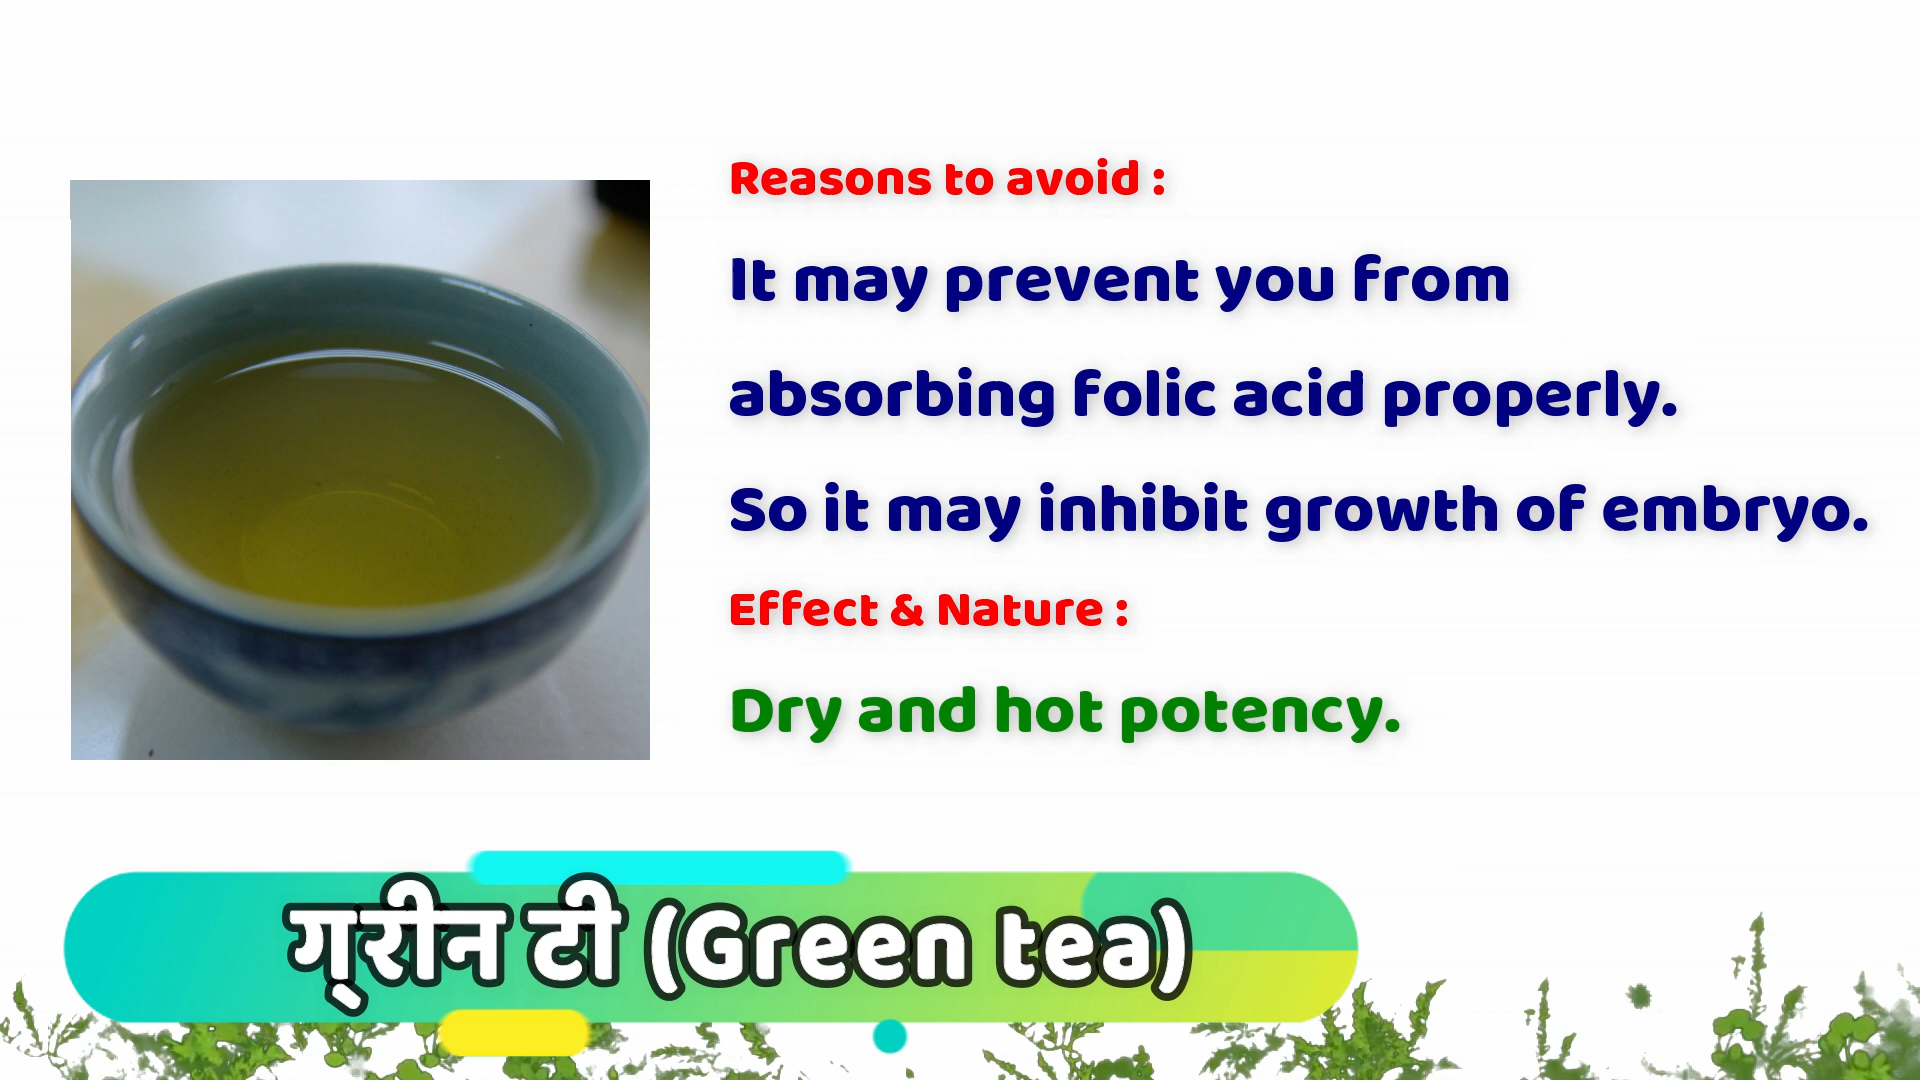 Reasons to avoid :
It may prevent you from
absorbing folic acid properly.
So it may inhibit growth of embryo.
Effect & Nature :
Dry and hot potency.
ग्‌रीन टी (Green tea)